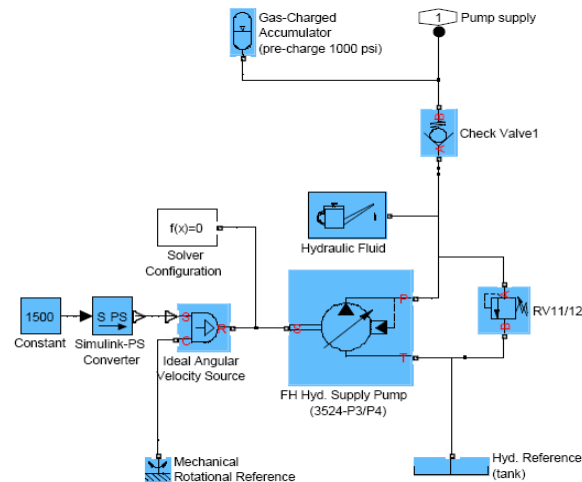 Gas-Charged
Accumulator
(pre-charge 1000 psi)
1
Pump supply
B
A
Check Valve1
f(x)=0
Solver
Configuration
Hydraulic Fluid
1500
Constant
S PS
Simulink-PS
Converter
S
C
R
Ideal Angular
Velocity Source
S
P
T
FH Hyd. Supply Pump
(3524-P3/P4)
A
B
RV11/12
Mechanical
Rotational Reference
Hyd. Reference
(tank)